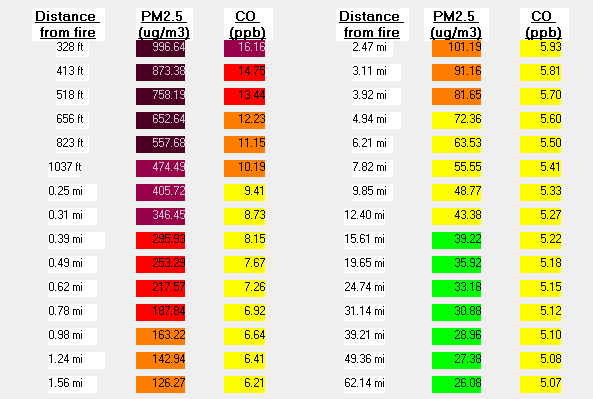 Distance PM2.5 CO Distance PM2.5 CO
from fire (ug/m3) (ppb) from fire (ug/m3) (ppb)
328 ft 996.64 16.16 2.47 mi 101.19 5.93
413 ft 873.38 14.75 3.11 mi 91.16 5.81
518 ft 758.19 13.44 3.92 mi 81.65 5.70
656 ft 652.64 12.23 4.94 mi 72.36 5.60
823 ft 557.68 11.15 6.21 mi 63.53 5.50
1037 ft 474.49 10.19 7.82 mi 55.55 5.41
0.25 mi 405.72 9.41 9.85 mi 48.77 5.33
0.31 mi 346.45 8.73 12.40 mi 43.38 5.27
0.39 mi 295.93 8.15 15.61 mi 39.22 5.22
0.49 mi 253.29 7.67 19.65 mi 35.92 5.18
0.62 mi 217.57 7.26 24.74 mi 33.18 5.15
0.78 mi 187.84 6.92 31.14 mi 30.88 5.12
0.98 mi 163.22 6.64 39.21 mi 28.96 5.10
1.24 mi 142.94 6.41 49.36 mi 27.38 5.08
1.56 mi 126.27 6.21 62.14 mi 26.08 5.07